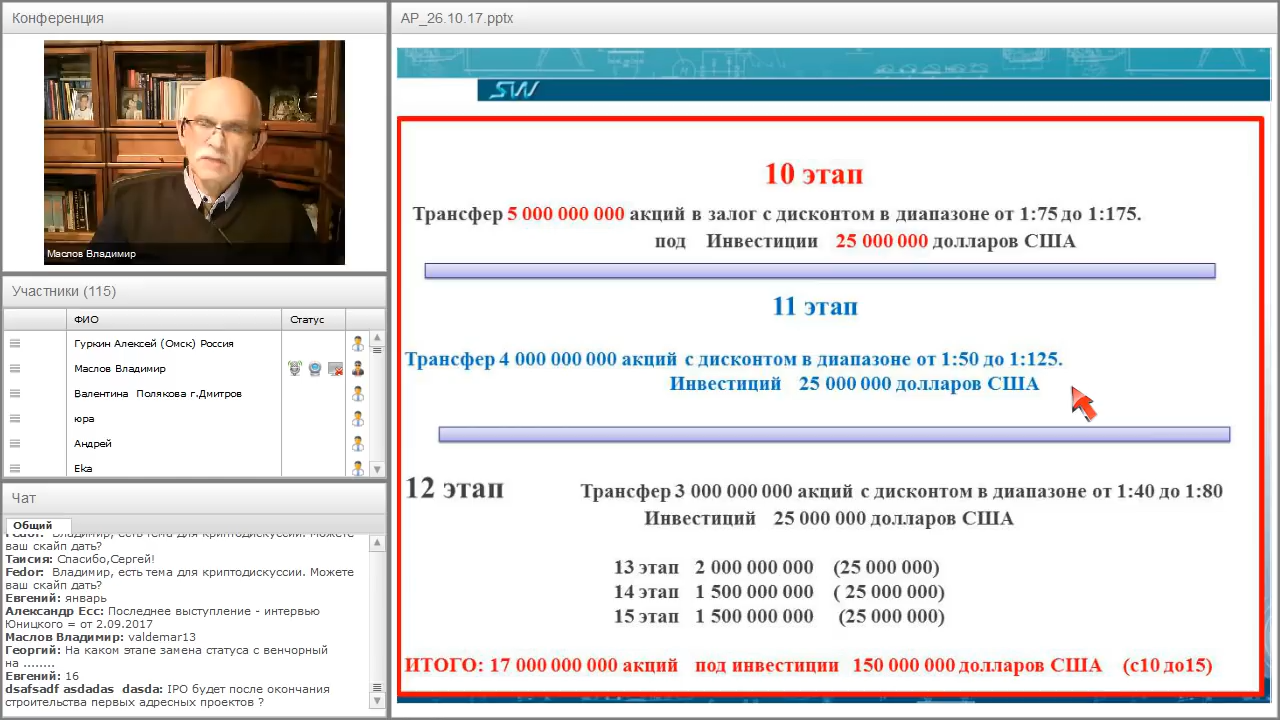 Конференция
Маслов Владимир
Участники (115)
ФИО
Статус
Гуркин Алексей (Омск) Россия
Маслов Владимир
Валентина Полякова г.Дмитров
юра
Андрей
Eka
Чат
Общий
Fedor: Владимир, есть тема для криптодискуссии. Можете
ваш скайп дать?
Таисия: Спасибо,Сергей!
Fedor: Владимир, есть тема для криптодискуссии. Можете
ваш скайп дать?
Евгений: январь
Александр Есс: Последнее выступление - интервью
Юницкого = от 2.09.2017
Маслов Владимир: valdemar13
Георгий: На каком этапе замена статуса с венчорный
на ........
Евгений: 16
dsafsadf asdadas dasda: IPO будет после окончания
строительства первых адресных проэтов ?
AP_26.10.17.pptx
SW
10 этап
Трансфер 5 000 000 000 акций в залог с дисконтом в диапазоне от 1:75 до 1:175.
под Инвестиции 25 000 000 долларов США
11 этап
Трансфер 4 000 000 000 акций с дисконтом в диапазоне от 1:50 до 1:125.
Инвестиций 25 000 000 долларов США
12 этап Трансфер 3 000 000 000 акций с дисконтом в диапазоне от 1:40 до 1:80
Инвестиций 25 000 000 долларов США
13 этап 2 000 000 000 (25 000 000)
14 этап 1 500 000 000 ( 25 000 000)
15 этап 1 500 000 000 (25 000 000)
ИТОГО: 17 000 000 000 акций под инвестиции 150 000 000 долларов США (с10 до15)